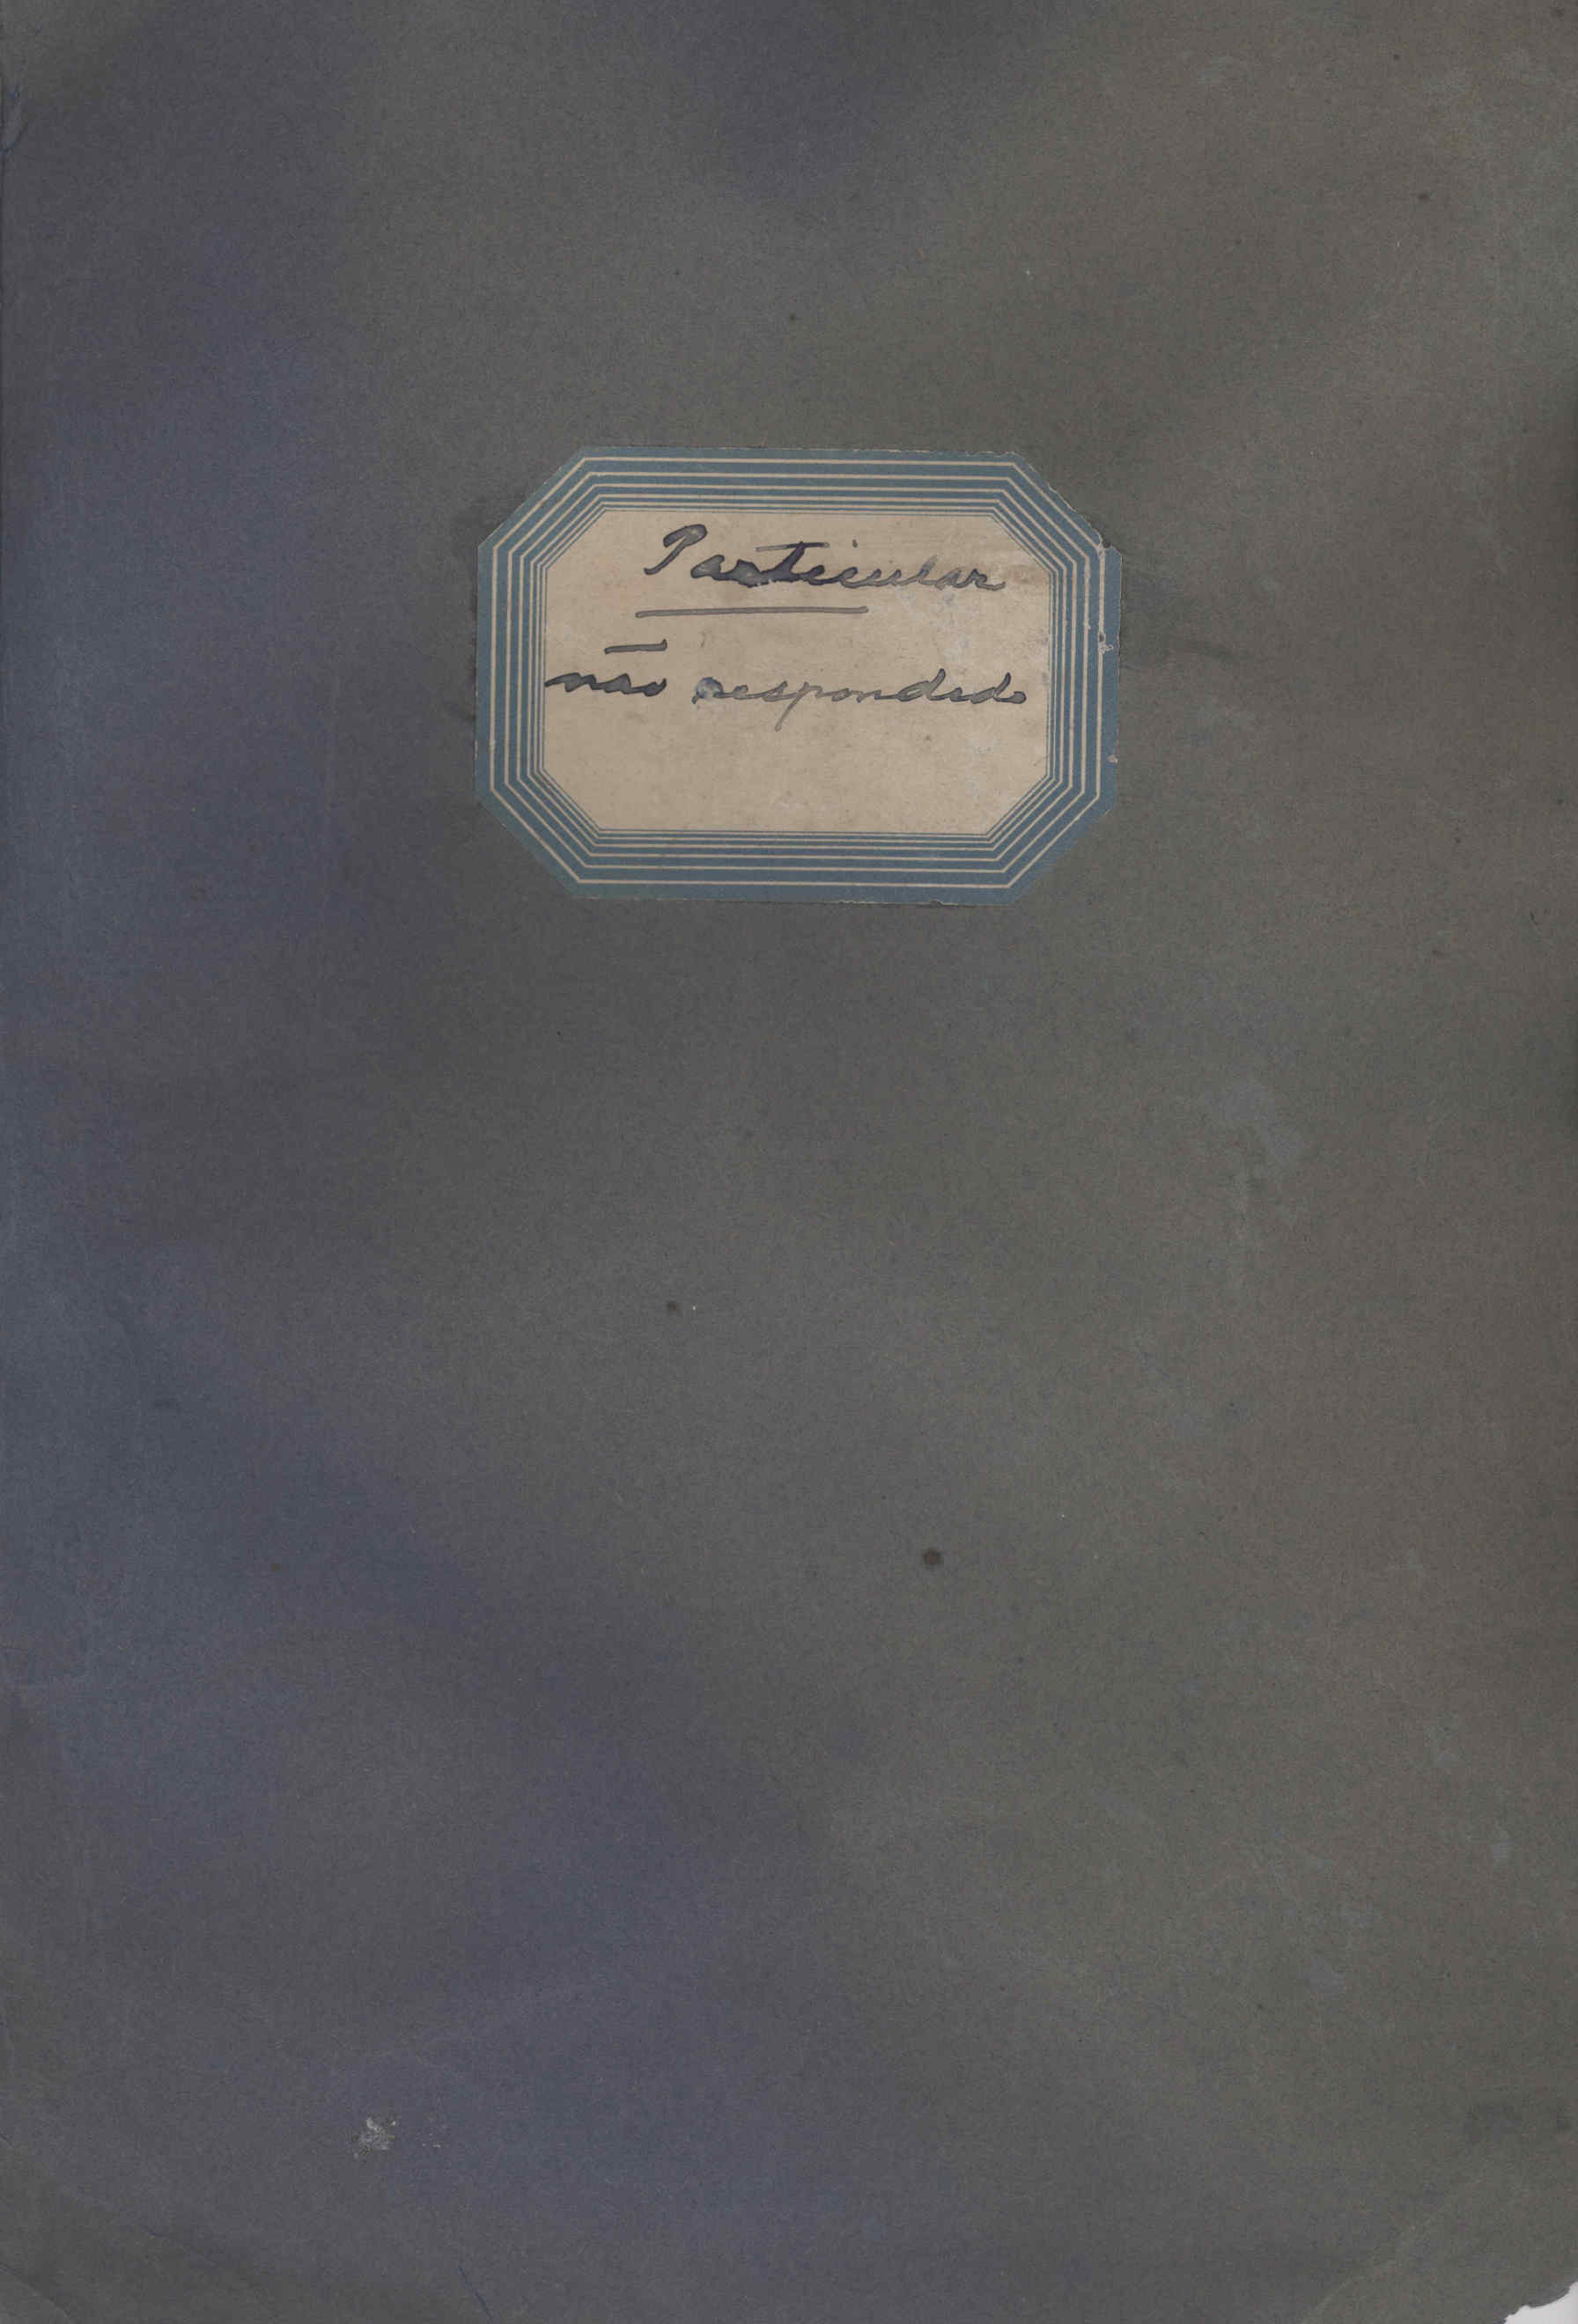 Particular
não respondido